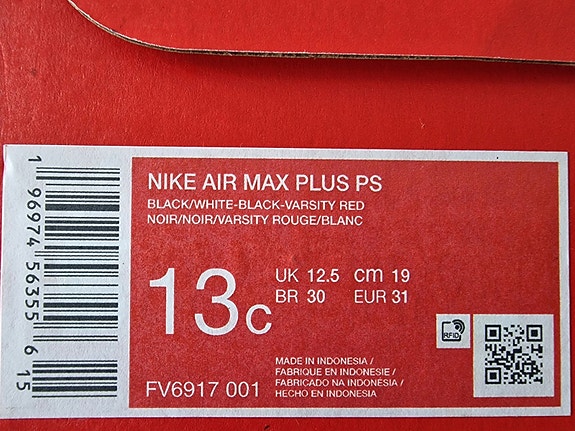 NIKE AIR MAX PLUS PS
BLACK/WHITE-BLACK-VARSITY RED
NOIR/NOIR/VARSITY ROUGE/BLANC
13C
UK 12.5 cm 19
BR 30 EUR 31
RFID
MADE IN INDONESIA /
FABRIQUE EN INDONESIE /
FABRICADO NA INDONÉSIA /
HECHO EN INDONESIA
FV6917 001
1 96974 56355 6 15